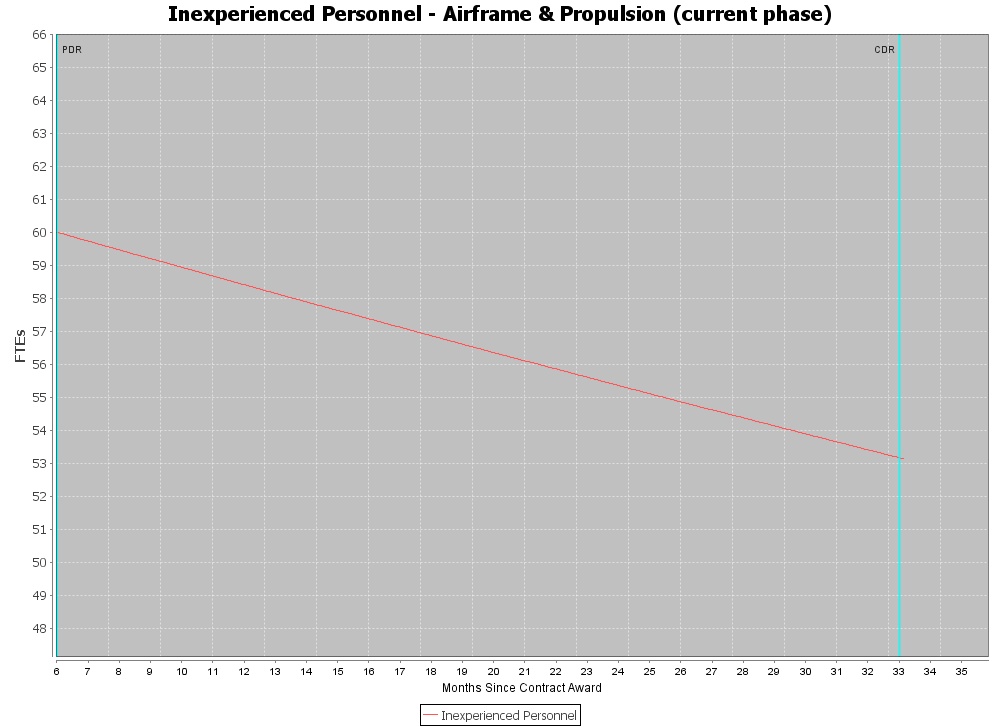 Inexperienced Personnel - Airframe & Propulsion (current phase)
66
65
64
63
62
61
60
59
58
57
56
55
54
53
52
51
50
49
48
FTEs
PDR
CDR
6 7 8 9 10 11 12 13 14 15 16 17 18 19 20 21 22 23 24 25 26 27 28 29 30 31 32 33 34 35
Months Since Contract Award
Inexperienced Personnel